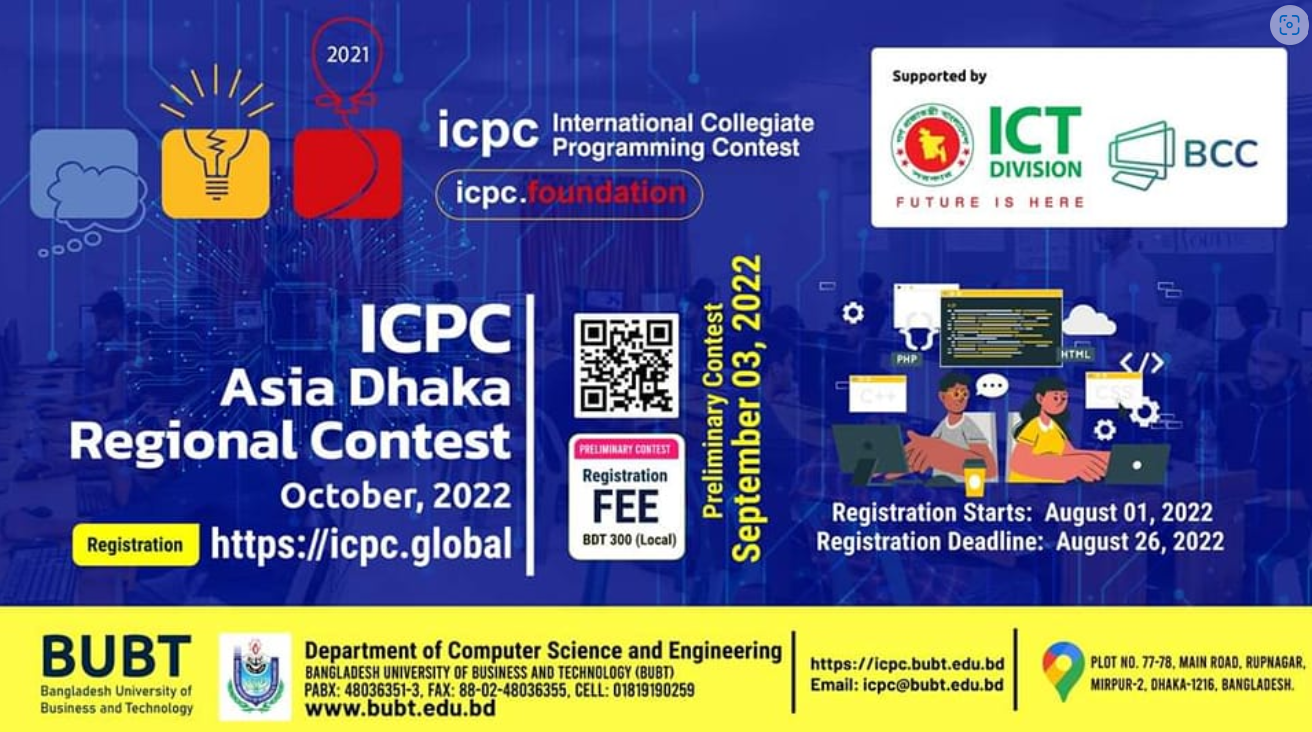 2021
icpc International Collegiate
Programming Contest
icpc.foundation
Supported by
ICT
DIVISION
FUTURE IS HERE
BCC
ICPC
Asia Dhaka
Regional Contest
October, 2022
Registration https://icpc.global
PRELIMINARY CONTEST
Registration
FEE
BDT 300 (Local)
Preliminary Contest
September 03, 2022
PHP
HTML
</>
C++
CSS
Registration Starts: August 01, 2022
Registration Deadline: August 26, 2022
BUBT
Bangladesh University of
Business and Technology
Department of Computer Science and Engineering
BANGLADESH UNIVERSITY OF BUSINESS AND TECHNOLOGY (BUBT)
PABX: 48036351-3, FAX: 88-02-48036355, CELL: 01819190259
www.bubt.edu.bd
https://icpc.bubt.edu.bd
Email: icpc@bubt.edu.bd
PLOT NO. 77-78, MAIN ROAD, RUPNAGAR,
MIRPUR-2, DHAKA-1216, BANGLADESH.